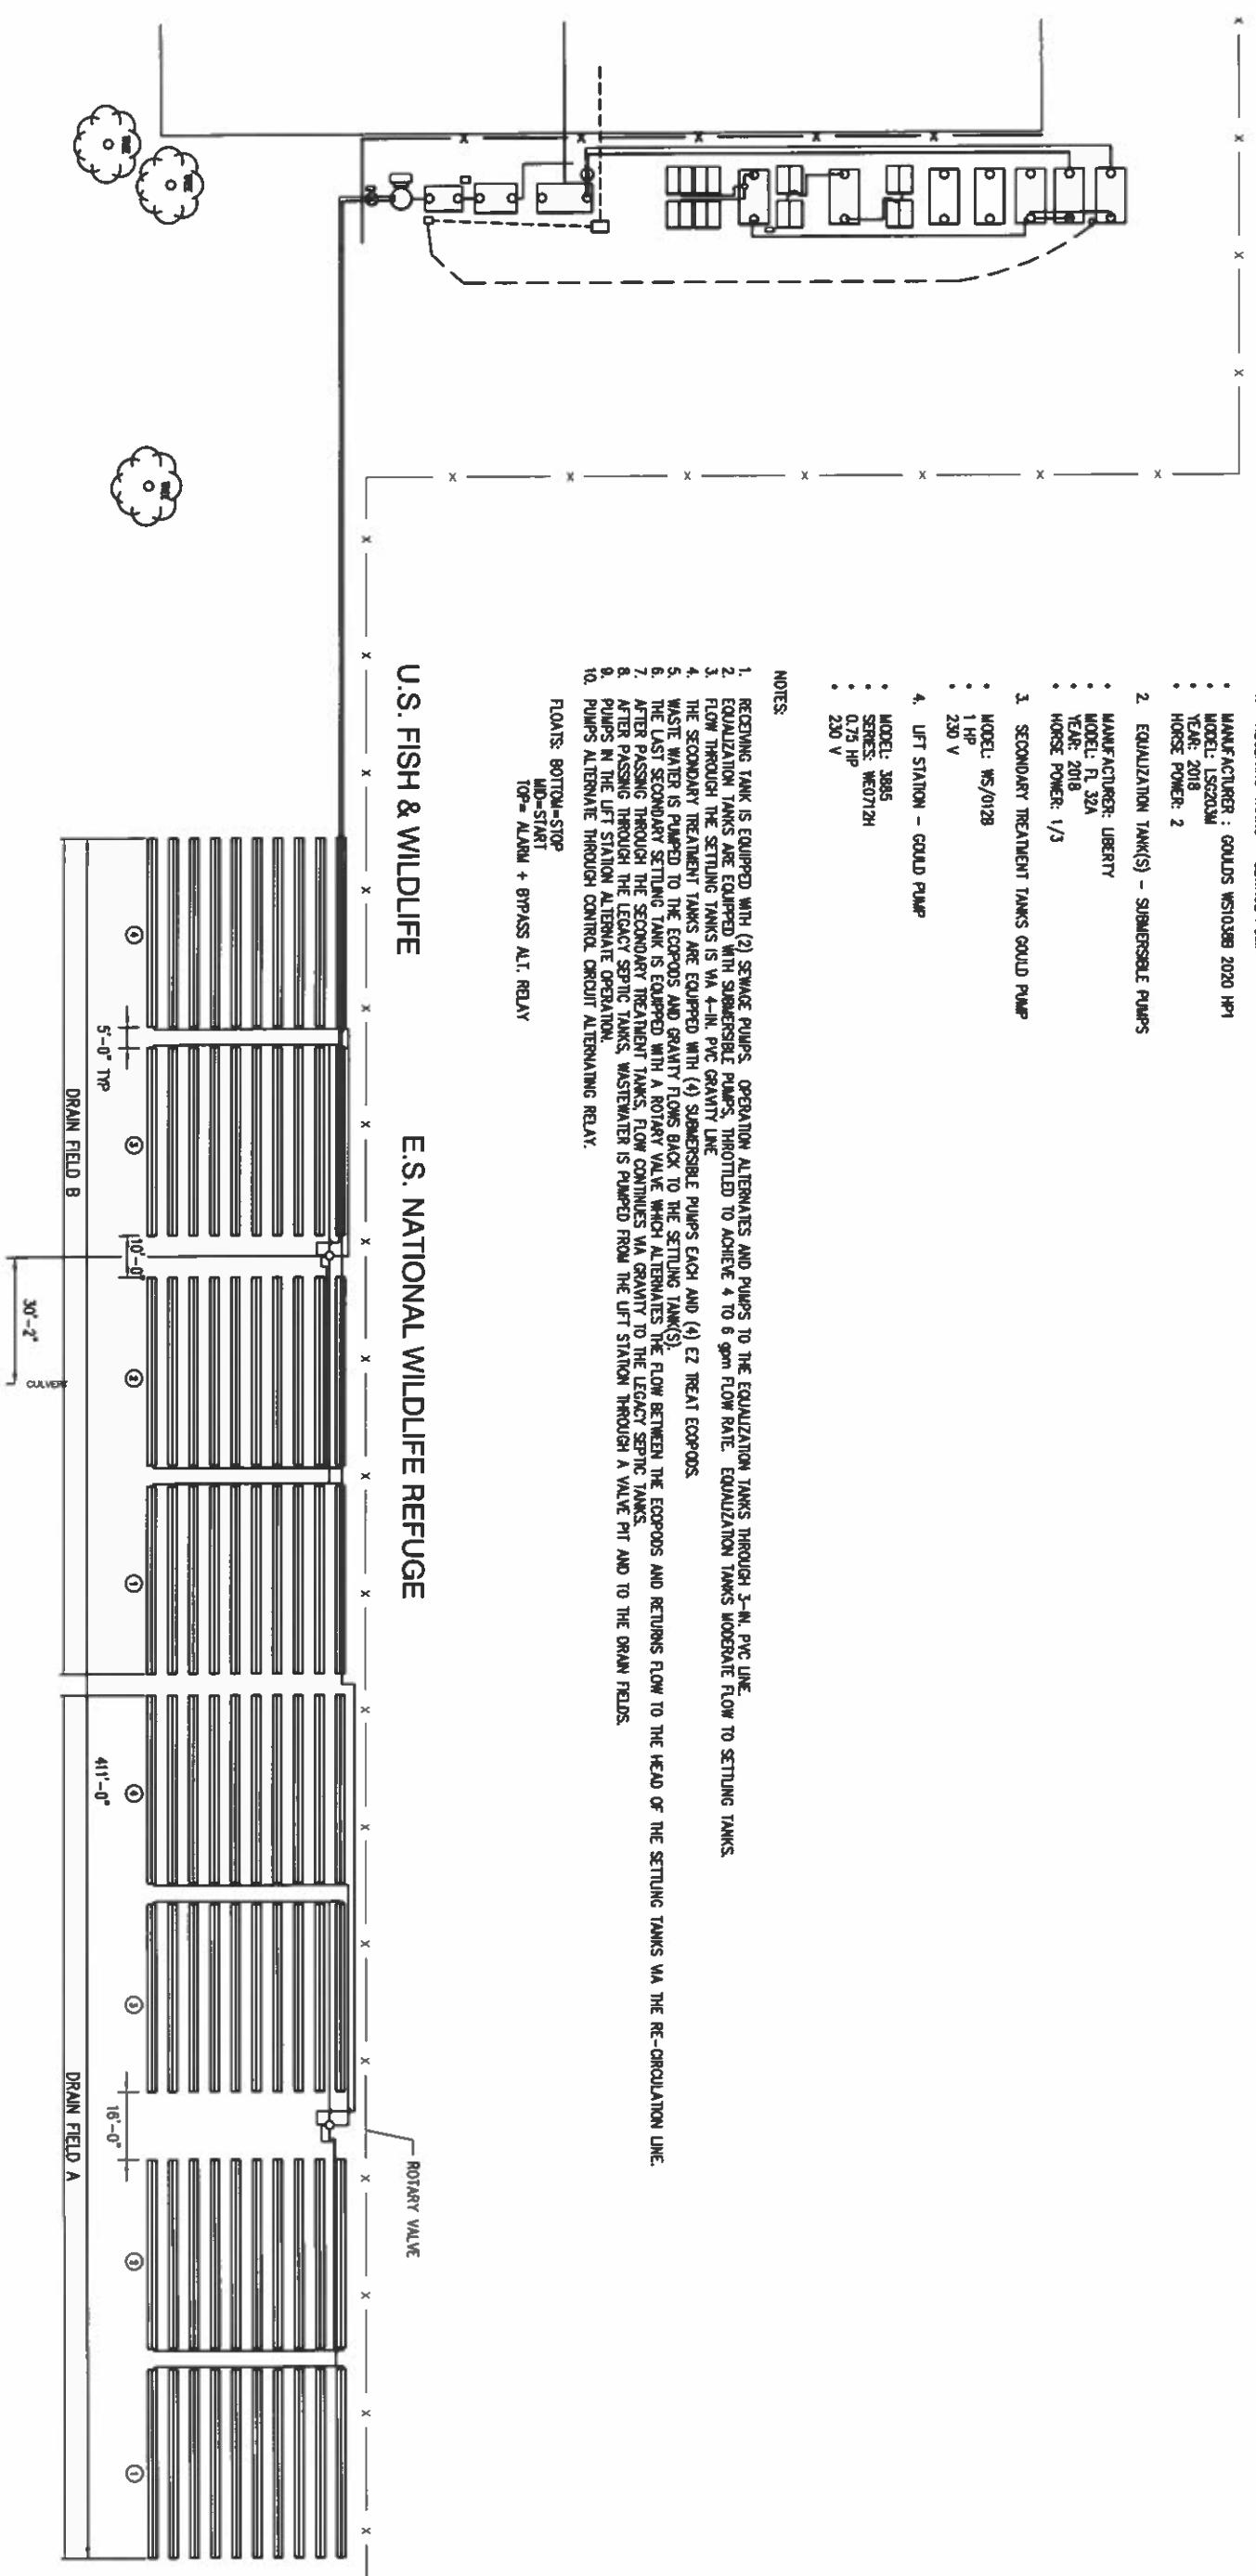 MANUFACTURER : GOULDS WS1038B 2020 HP1
MODEL: LSG203M
YEAR: 2018
HORSE POWER: 2
2. EQUALIZATION TANK(S) – SUBMERSIBLE PUMPS
MANUFACTURER: LIBERTY
MODEL: FL 32A
YEAR: 2018
HORSE POWER: 1/3
3. SECONDARY TREATMENT TANKS GOULD PUMP
MODEL: WS/012B
1 HP
230 V
4. LIFT STATION – GOULD PUMP
MODEL: 3885
SERIES: WE0712H
0.75 HP
230 V
NOTES:
1. RECEIVING TANK IS EQUIPPED WITH (2) SEWAGE PUMPS. OPERATION ALTERNATES AND PUMPS TO THE EQUALIZATION TANKS THROUGH 3–IN. PVC LINE.
2. EQUALIZATION TANKS ARE EQUIPPED WITH SUBMERSIBLE PUMPS, THROTTLED TO ACHIEVE 4 TO 6 gpm FLOW RATE. EQUALIZATION TANKS MODERATE FLOW TO SETTLING TANKS.
3. FLOW THROUGH THE SETTLING TANKS IS VIA 4–IN. PVC GRAVITY LINE
4. THE SECONDARY TREATMENT TANKS ARE EQUIPPED WITH (4) SUBMERSIBLE PUMPS EACH AND (4) EZ TREAT ECOPODS.
5. WASTE WATER IS PUMPED TO THE ECOPODS AND GRAVITY FLOWS BACK TO THE SETTLING TANK(S).
6. THE LAST SECONDARY SETTLING TANK IS EQUIPPED WITH A ROTARY VALVE WHICH ALTERNATES THE FLOW BETWEEN THE ECOPODS AND RETURNS FLOW TO THE HEAD OF THE SETTLING TANKS VIA THE RE–CIRCULATION LINE.
7. AFTER PASSING THROUGH THE SECONDARY TREATMENT TANKS, FLOW CONTINUES VIA GRAVITY TO THE LEGACY SEPTIC TANKS.
8. AFTER PASSING THROUGH THE LEGACY SEPTIC TANKS, WASTEWATER IS PUMPED FROM THE LIFT STATION THROUGH A VALVE PIT AND TO THE DRAIN FIELDS.
9. PUMPS IN THE LIFT STATION ALTERNATE OPERATION.
10. PUMPS ALTERNATE THROUGH CONTROL CIRCUIT ALTERNATING RELAY.
FLOATS: BOTTOM=STOP
MID=START
TOP= ALARM + BYPASS ALT. RELAY
U.S. FISH & WILDLIFE
E.S. NATIONAL WILDLIFE REFUGE
ROTARY VALVE
4
3
2
1
4
3
2
1
5'–0" TYP
10'–0"
16'–0"
411'–0"
DRAIN FIELD B
DRAIN FIELD A
30'–2"
CULVERT